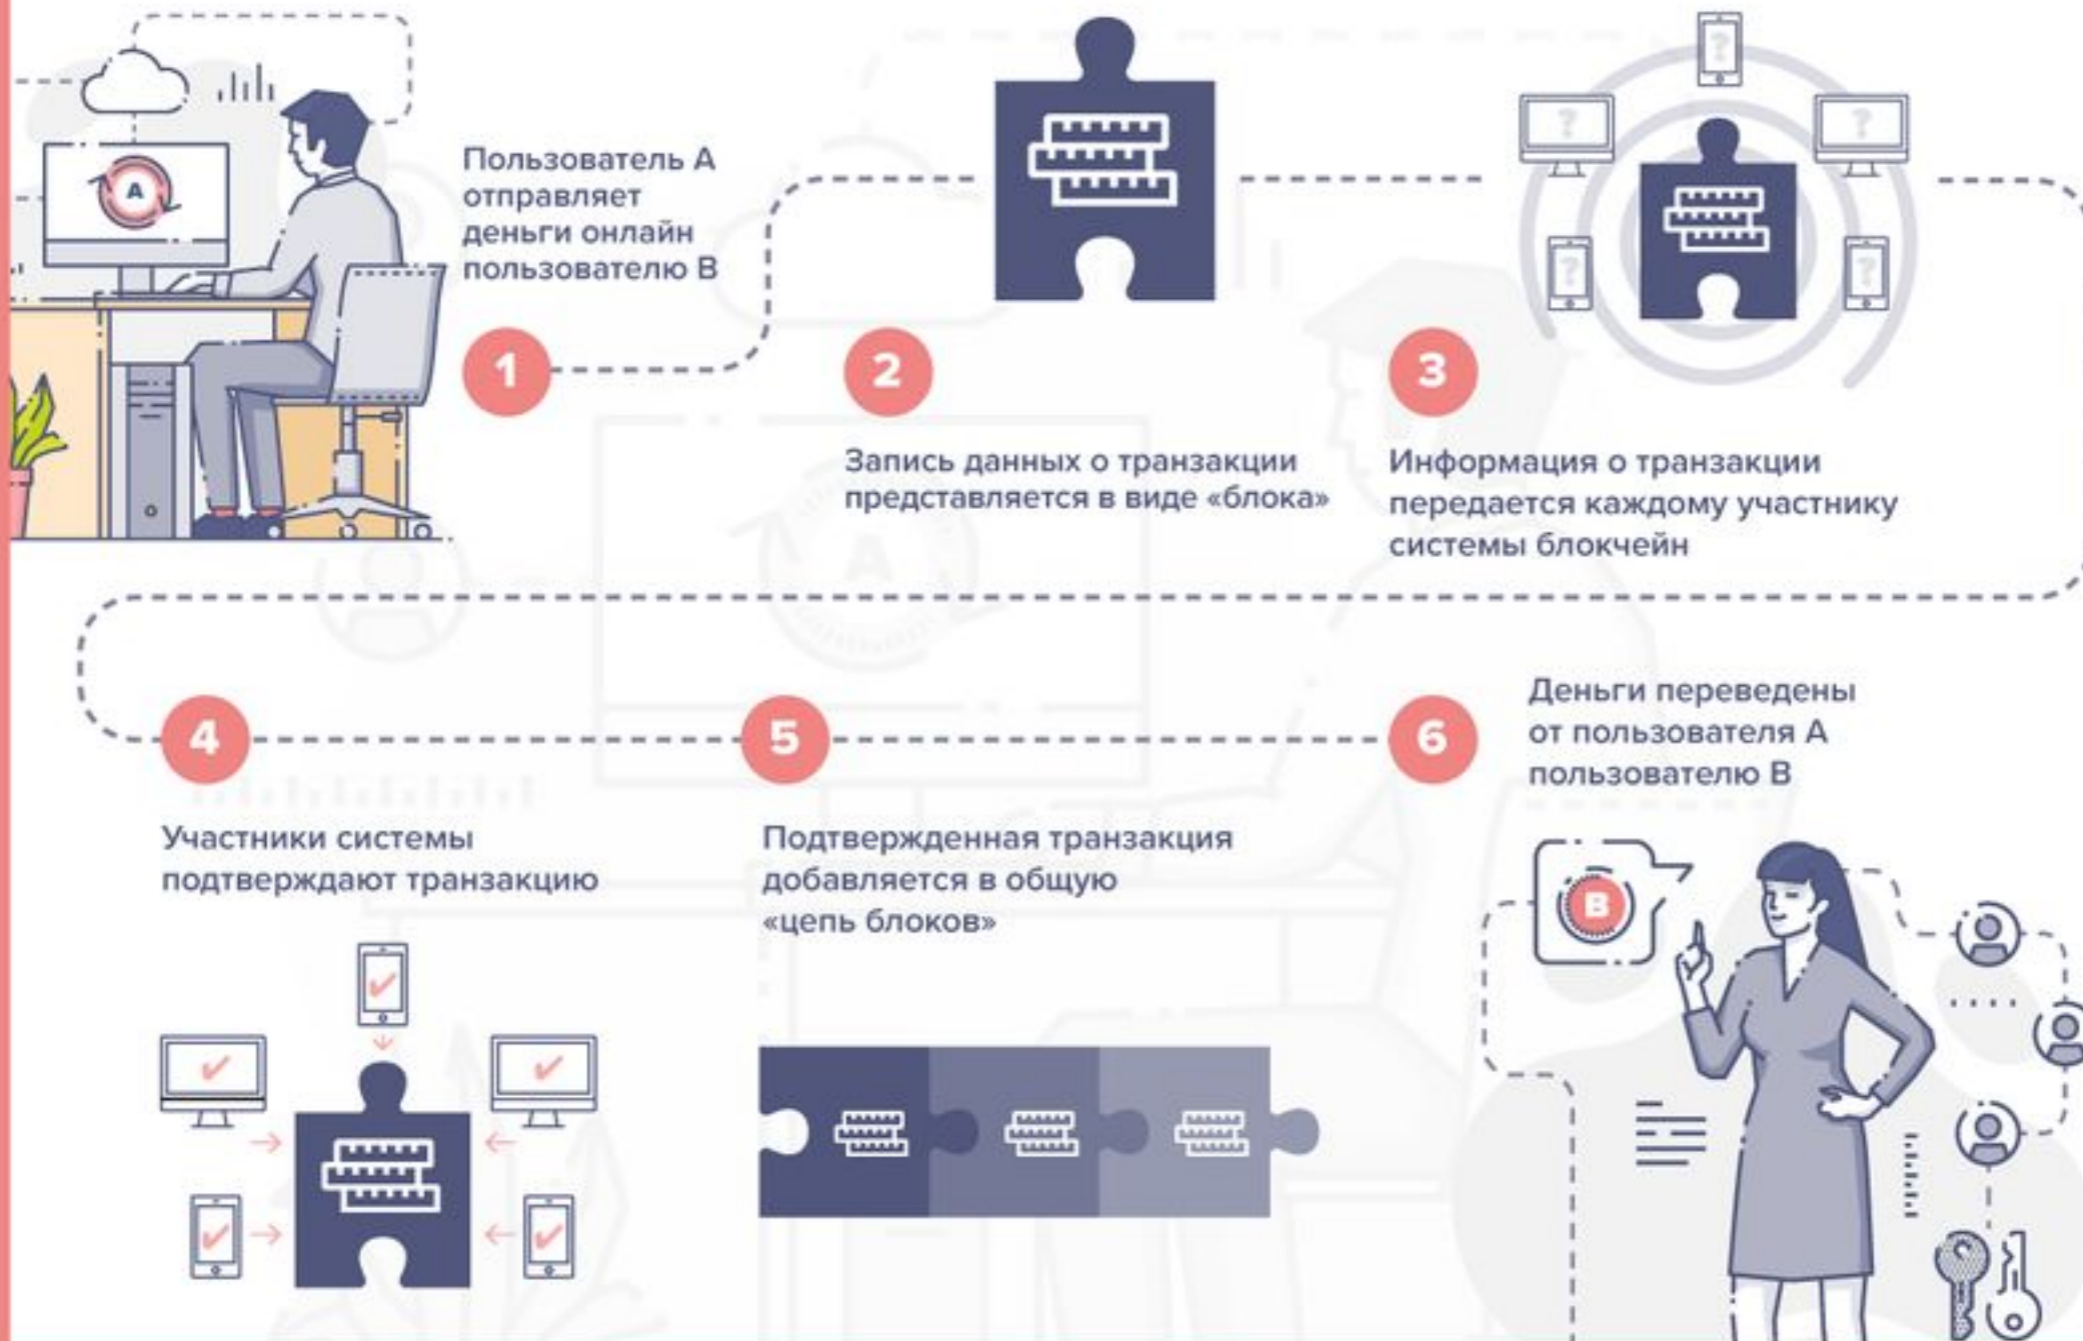 A
Пользователь А
отправляет
деньги онлайн
пользователю В
1
2
Запись данных о транзакции
представляется в виде «блока»
?
?
?
?
?
3
Информация о транзакции
передается каждому участнику
системы блокчейн
4
Участники системы
подтверждают транзакцию
5
Подтвержденная транзакция
добавляется в общую
«цепь блоков»
6
Деньги переведены
от пользователя А
пользователю В
B
A